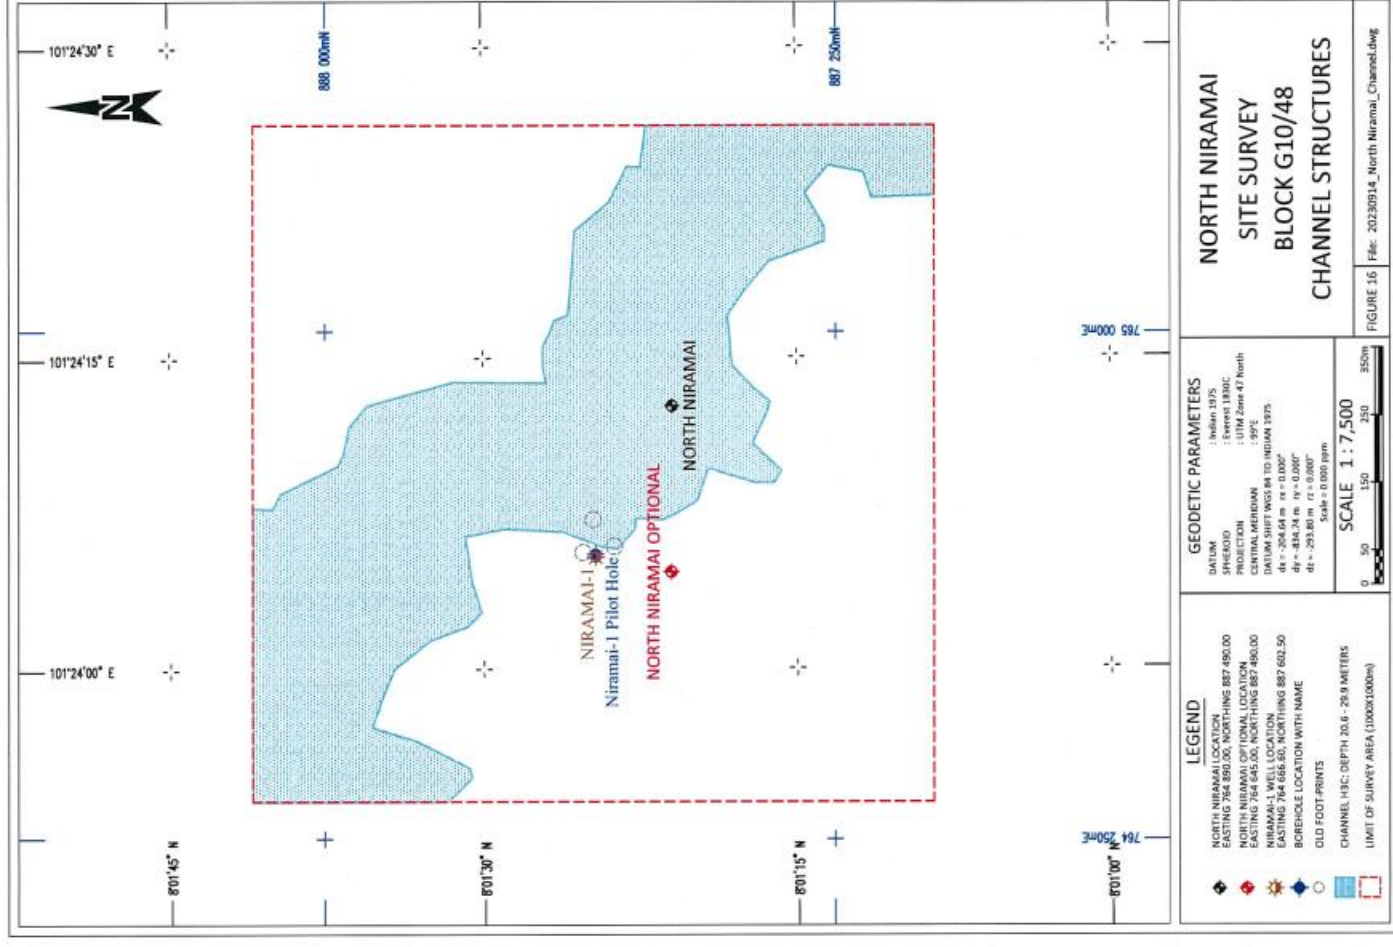 101°24'30" E
101°24'15" E
101°24'00" E
888 000mN
887 250mN
765 000mE
764 250mE
8°01'45" N
8°01'30" N
8°01'15" N
8°01'00" N
N
NIRAMAI-1
Niramai-1 Pilot Hole
NORTH NIRAMAI OPTIONAL
NORTH NIRAMAI
LEGEND
NORTH NIRAMAI LOCATION
EASTING 764 890.00, NORTHING 887 490.00
NORTH NIRAMAI OPTIONAL LOCATION
EASTING 764 645.00, NORTHING 887 490.00
NIRAMAI-1 WELL LOCATION
EASTING 764 666.60, NORTHING 887 602.50
BOREHOLE LOCATION WITH NAME
OLD FOOT-PRINTS
CHANNEL H3C: DEPTH 20.6 - 29.9 METERS
LIMIT OF SURVEY AREA (1000X1000m)
GEODETIC PARAMETERS
DATUM : Indian 1975
SPHEROID : Everest 1830C
PROJECTION : UTM Zone 47 North
CENTRAL MERIDIAN : 99°E
DATUM SHIFT WGS 84 TO INDIAN 1975
dx = -204.64 m rx = 0.000"
dy = -834.74 m ry = 0.000"
dz = -293.80 m rz = 0.000"
Scale = 0.000 ppm
SCALE 1 : 7,500
0 50 150 250 350m
NORTH NIRAMAI
SITE SURVEY
BLOCK G10/48
CHANNEL STRUCTURES
FIGURE 16 File: 20230914_North Niramai_Channel.dwg